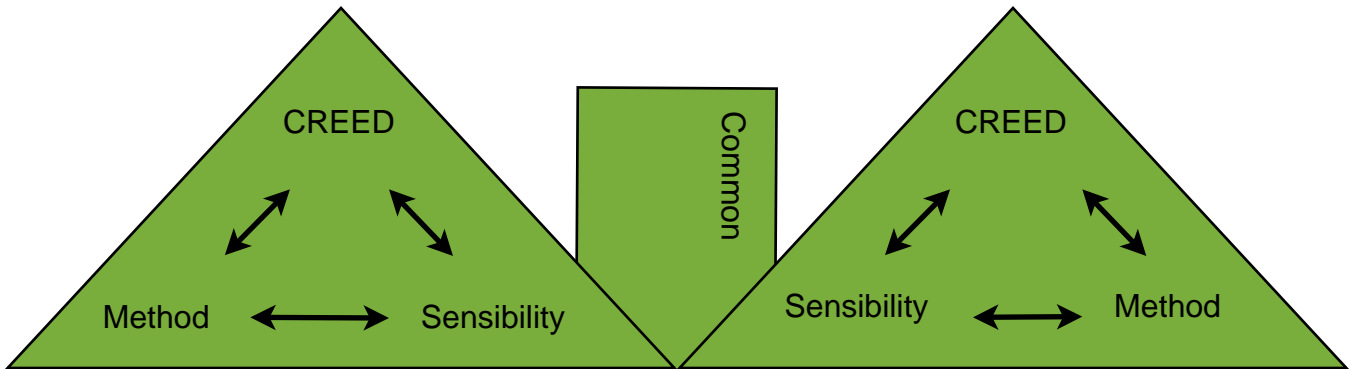 CREED
Method
Sensibility
Common
CREED
Sensibility
Method